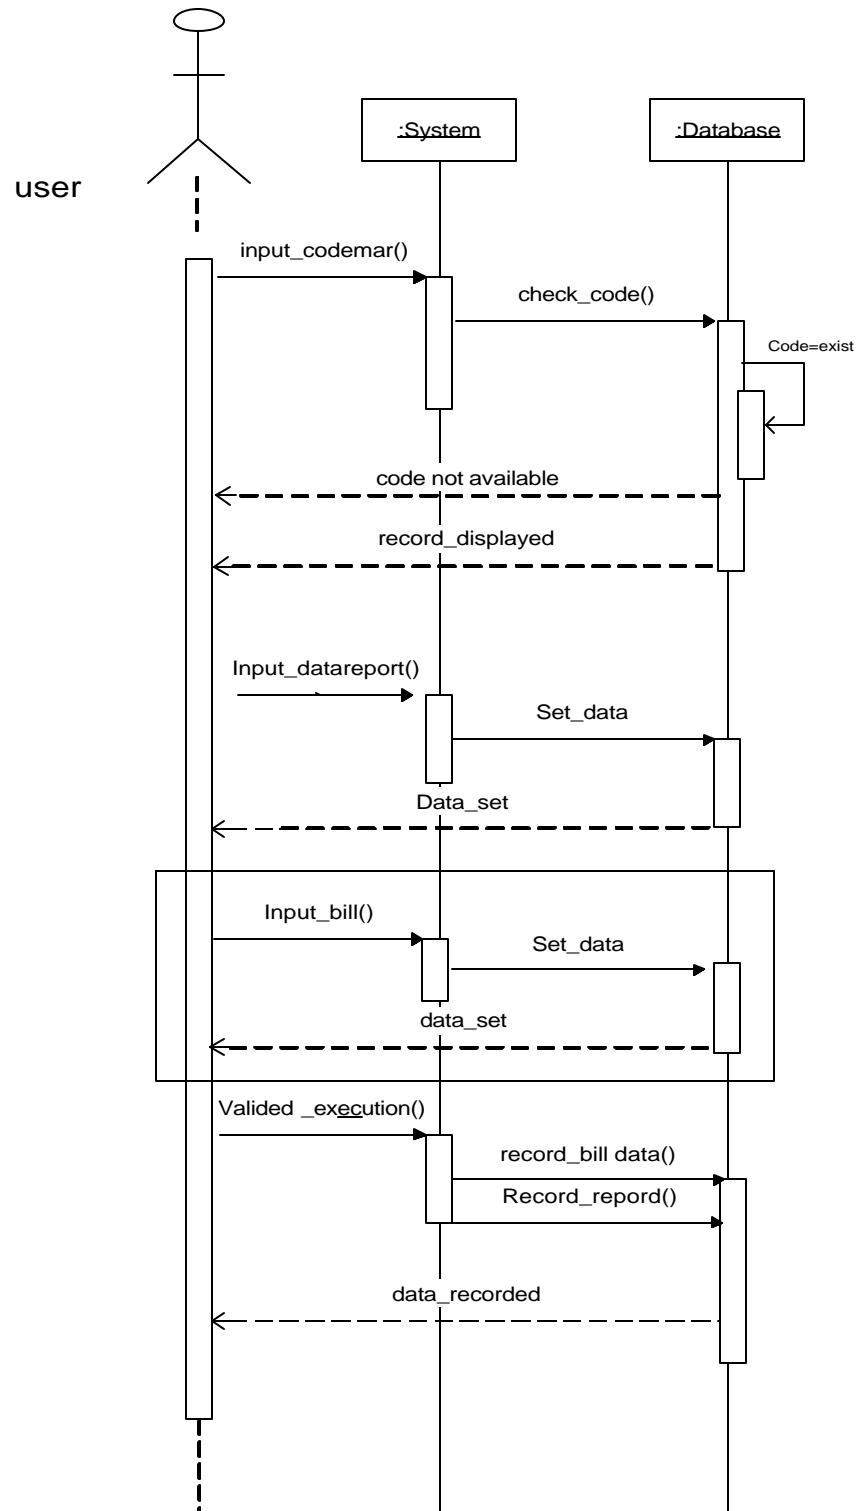 :System
:Database
user
input_codemar()
check_code()
Code=exist
code not available
record_displayed
Input_datareport()
Set_data
Data_set
Input_bill()
Set_data
data_set
Valided _execution()
record_bill data()
Record_repord()
data_recorded